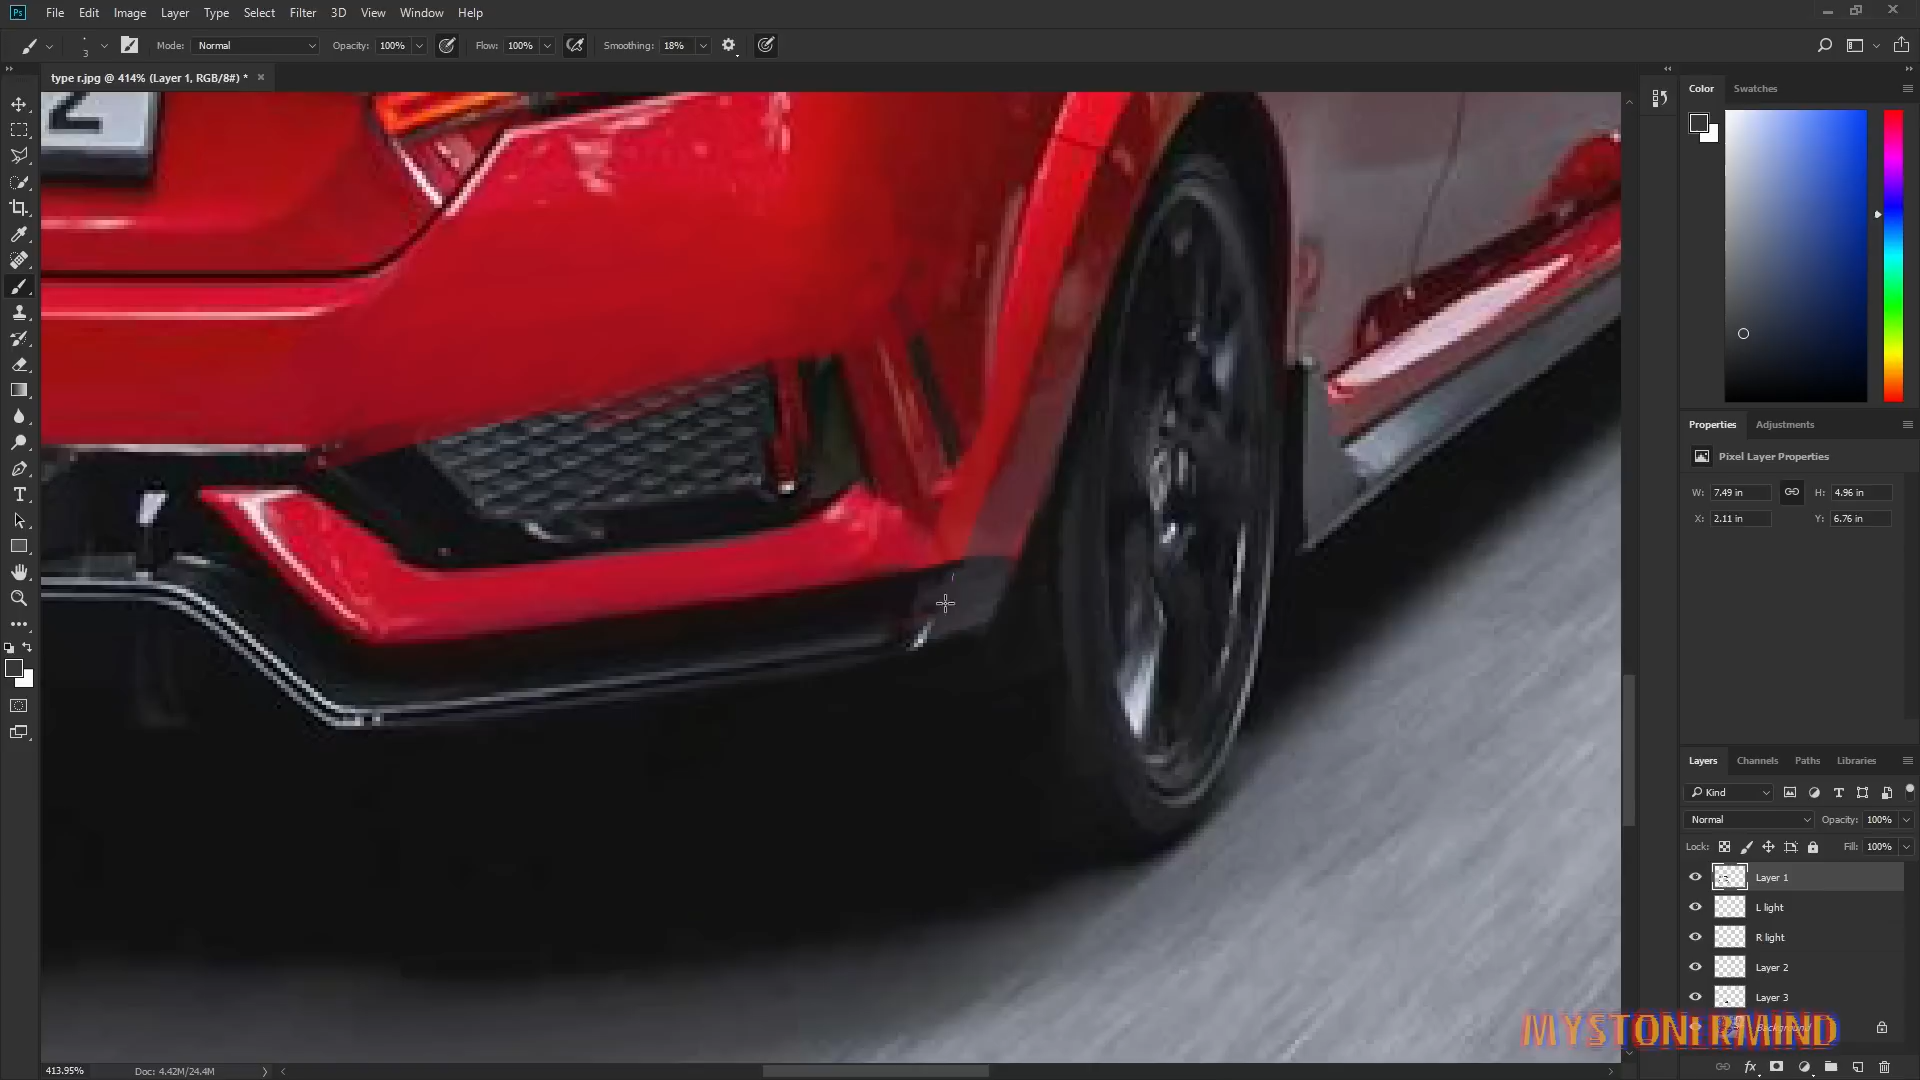 Ps File Edit Image Layer Type Select Filter 3D View Window Help
3 Mode: Normal Opacity: 100% Flow: 100% Smoothing: 18%
type r.jpg @ 414% (Layer 1, RGB/8#) * ×
Color Swatches
Properties Adjustments
Pixel Layer Properties
W: 7.49 in H: 4.96 in
X: 2.11 in Y: 6.76 in
Layers Channels Paths Libraries
Kind
Normal Opacity: 100%
Lock: Fill: 100%
Layer 1
L light
R light
Layer 2
Layer 3
Background
MYSTONERMIND
413.95% Doc: 4.42M/24.4M